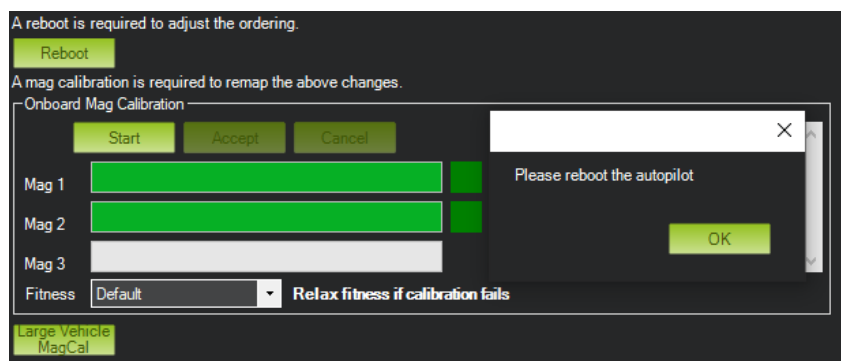 A reboot is required to adjust the ordering.
Reboot
A mag calibration is required to remap the above changes.
Onboard Mag Calibration
Start Accept Cancel
Please reboot the autopilot
OK
Mag 1
Mag 2
Mag 3
Fitness Default Relax fitness if calibration fails
Large Vehicle
MagCal